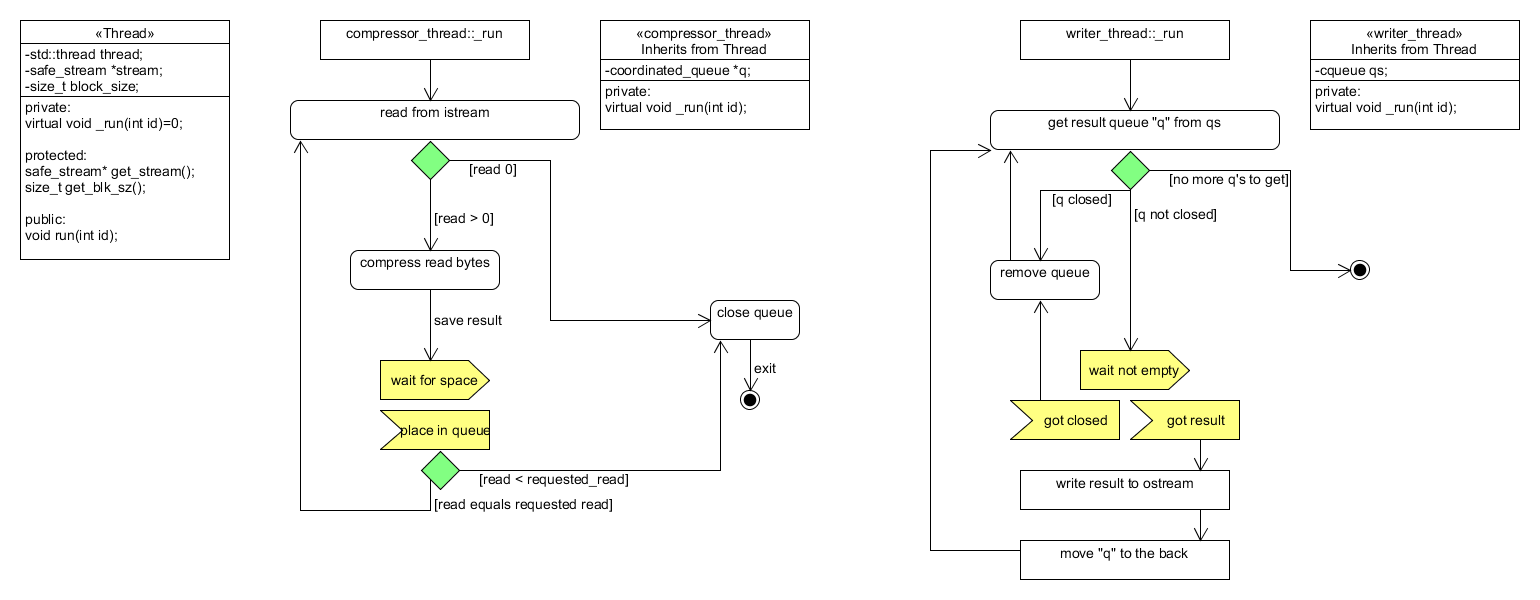 «Thread»
-std::thread thread;
-safe_stream *stream;
-size_t block_size;
private:
virtual void _run(int id)=0;
protected:
safe_stream* get_stream();
size_t get_blk_sz();
public:
void run(int id);
compressor_thread::_run
read from istream
[read 0]
[read > 0]
compress read bytes
save result
wait for space
place in queue
[read < requested_read]
[read equals requested read]
close queue
exit
«compressor_thread»
Inherits from Thread
-coordinated_queue *q;
private:
virtual void _run(int id);
writer_thread::_run
get result queue "q" from qs
[no more q's to get]
[q closed]
[q not closed]
remove queue
wait not empty
got closed
got result
write result to ostream
move "q" to the back
«writer_thread»
Inherits from Thread
-cqueue qs;
private:
virtual void _run(int id);